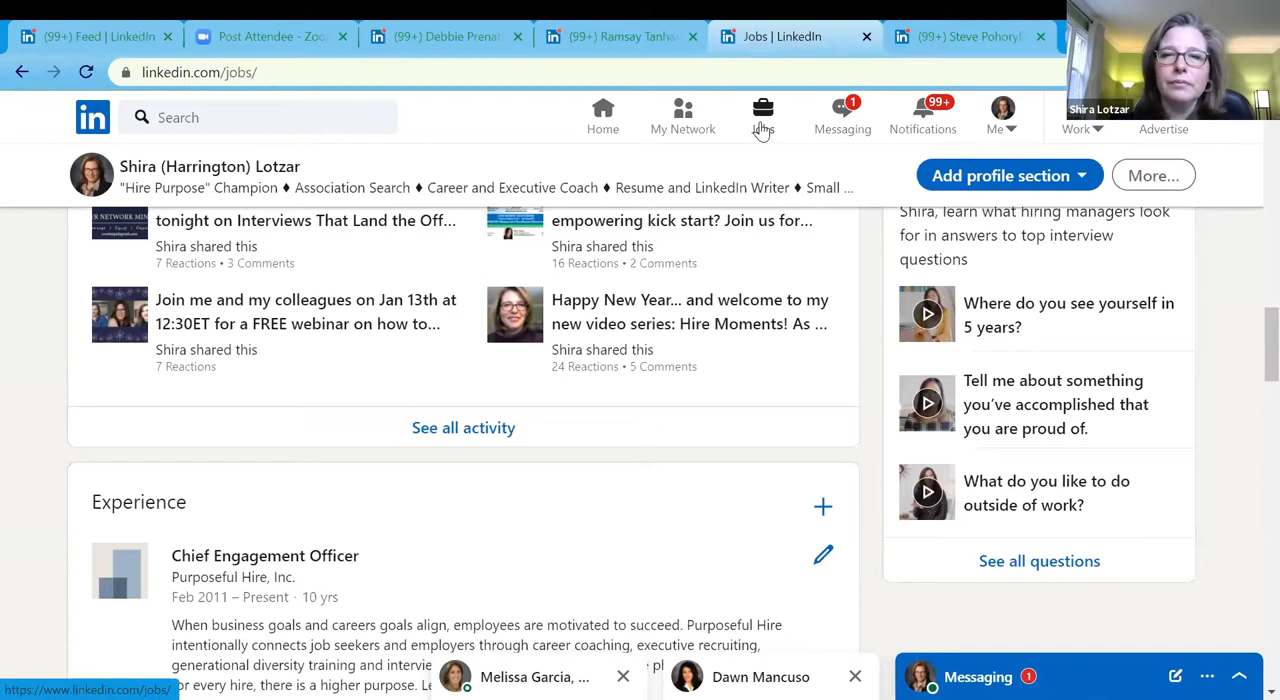 (99+) Feed | LinkedIn
Post Attendee - Zoo
(99+) Debbie Prenat
(99+) Ramsay Tanha
Jobs | LinkedIn
(99+) Steve Pohory
linkedin.com/jobs/
Shira Lotzar
in
Search
1
99+
Home
My Network
Jobs
Messaging
Notifications
Me
Work
Advertise
Shira (Harrington) Lotzar
"Hire Purpose" Champion ♦ Association Search ♦ Career and Executive Coach ♦ Resume and LinkedIn Writer ♦ Small ...
Add profile section
More...
tonight on Interviews That Land the Off...
Shira shared this
7 Reactions • 3 Comments
empowering kick start? Join us for...
Shira shared this
16 Reactions • 2 Comments
Join me and my colleagues on Jan 13th at
12:30ET for a FREE webinar on how to...
Shira shared this
7 Reactions
Happy New Year... and welcome to my
new video series: Hire Moments! As ...
Shira shared this
24 Reactions • 5 Comments
See all activity
Shira, learn what hiring managers look
for in answers to top interview
questions
Where do you see yourself in
5 years?
Tell me about something
you've accomplished that
you are proud of.
What do you like to do
outside of work?
See all questions
Experience
Chief Engagement Officer
Purposeful Hire, Inc.
Feb 2011 – Present · 10 yrs
When business goals and careers goals align, employees are motivated to succeed. Purposeful Hire
intentionally connects job seekers and employers through career coaching, executive recruiting,
generational diversity training and intervie
or every hire, there is a higher purpose. Le
https://www.linkedin.com/jobs/
Melissa Garcia, ...
Dawn Mancuso
Messaging 1